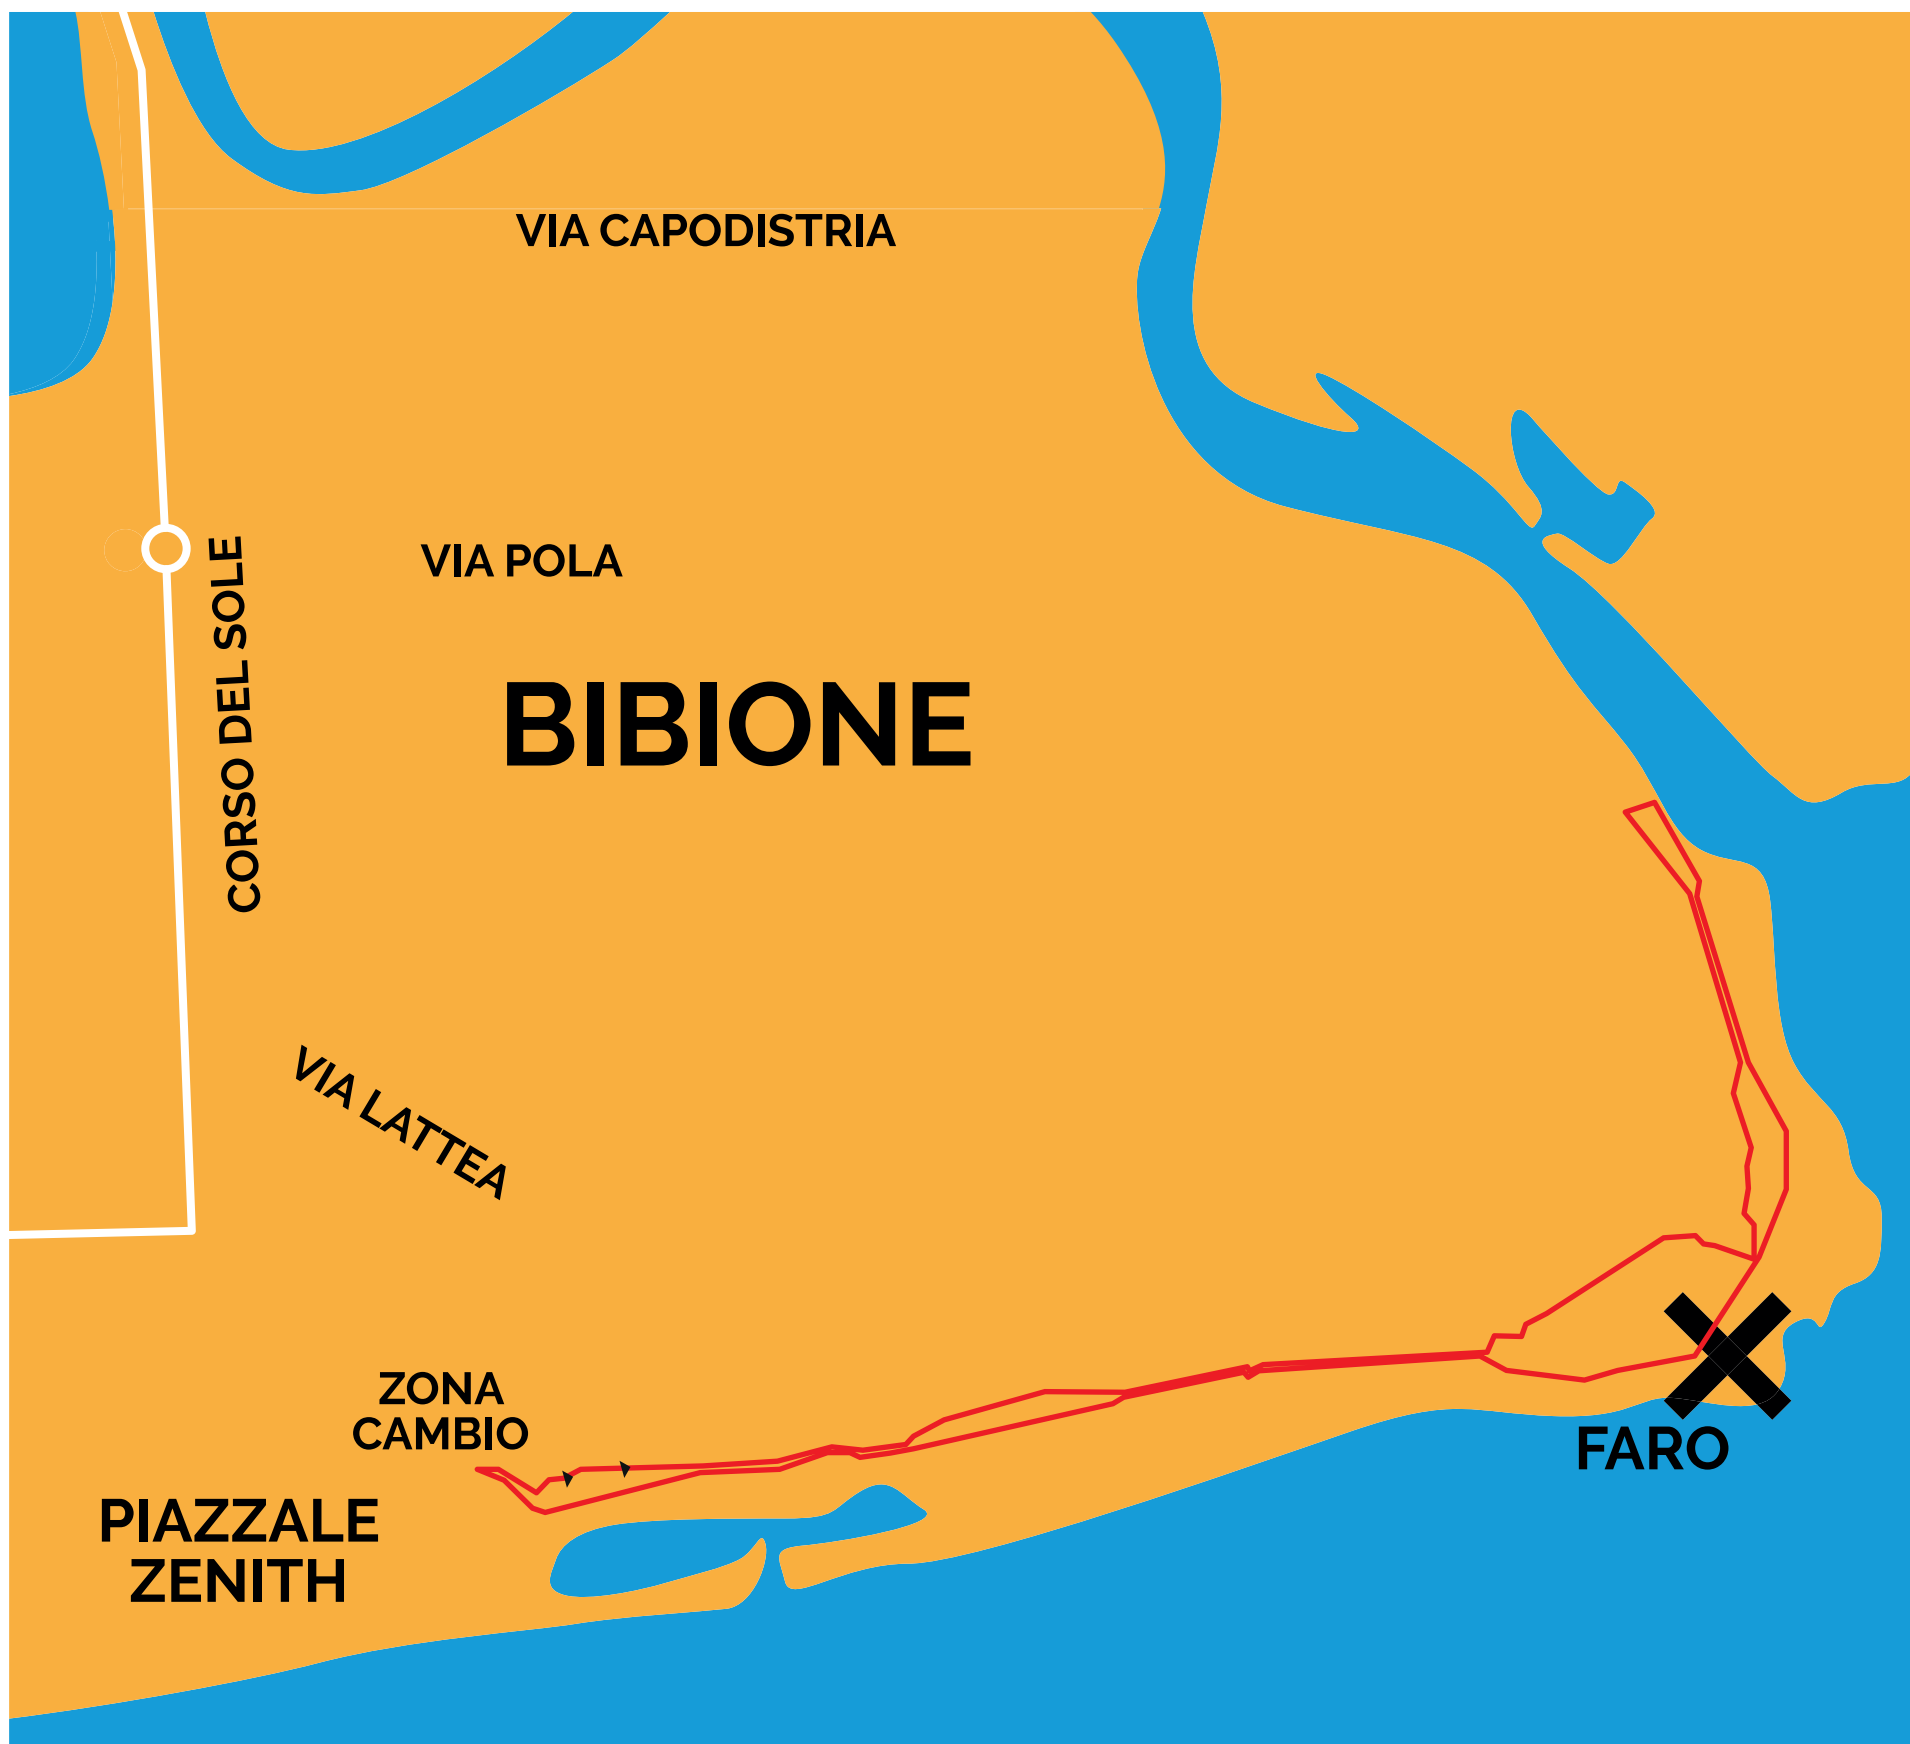 VIA CAPODISTRIA
VIA POLA
CORSO DEL SOLE
BIBIONE
VIA LATTEA
ZONA
CAMBIO
FARO
PIAZZALE
ZENITH